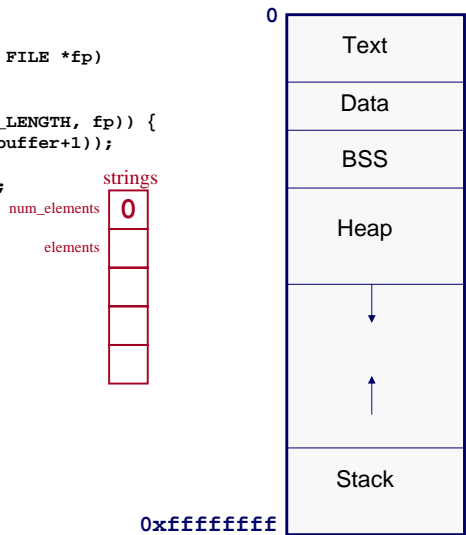 FILE *fp)
_LENGTH, fp)) {
buffer+1));
;
strings
num_elements 0
elements
0
Text
Data
BSS
Heap
Stack
0xffffffff